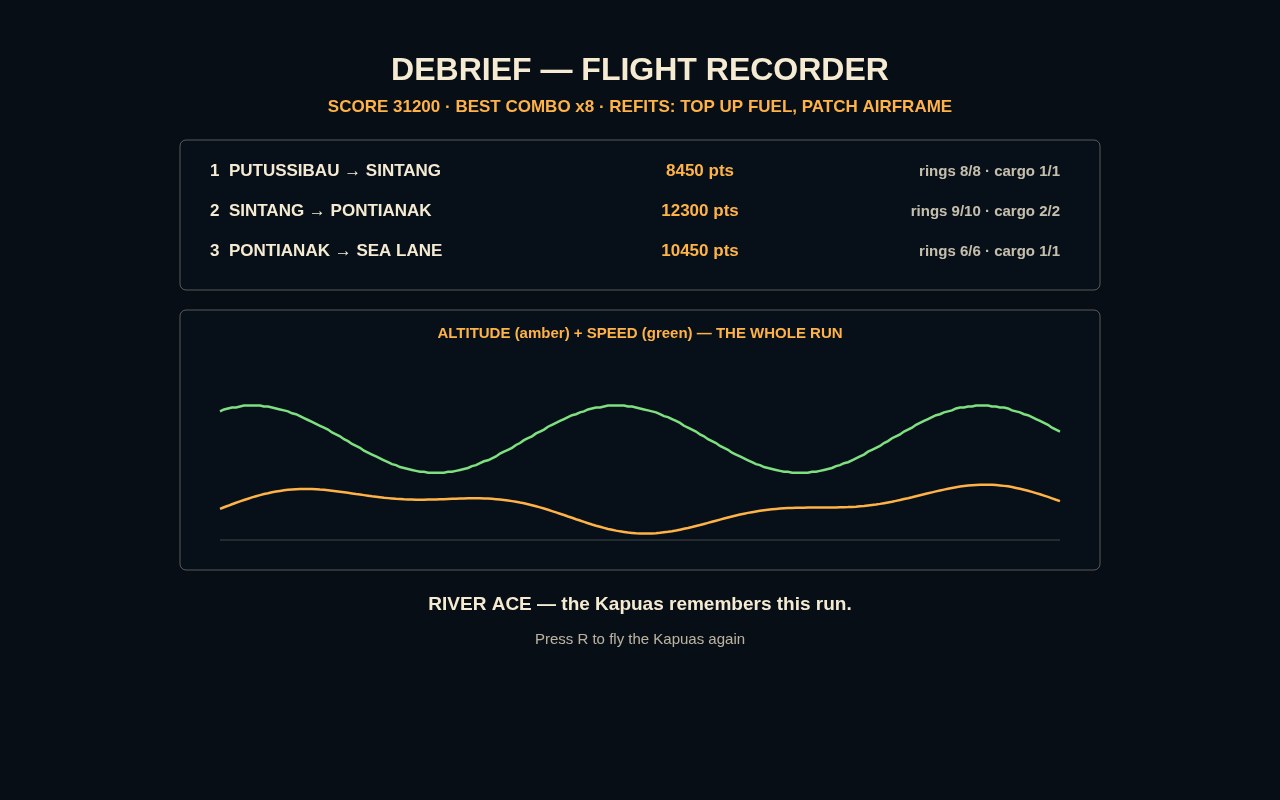 DEBRIEF — FLIGHT RECORDER
SCORE 31200 · BEST COMBO x8 · REFITS: TOP UP FUEL, PATCH AIRFRAME
1 PUTUSSIBAU → SINTANG 8450 pts rings 8/8 · cargo 1/1
2 SINTANG → PONTIANAK 12300 pts rings 9/10 · cargo 2/2
3 PONTIANAK → SEA LANE 10450 pts rings 6/6 · cargo 1/1
ALTITUDE (amber) + SPEED (green) — THE WHOLE RUN
RIVER ACE — the Kapuas remembers this run.
Press R to fly the Kapuas again